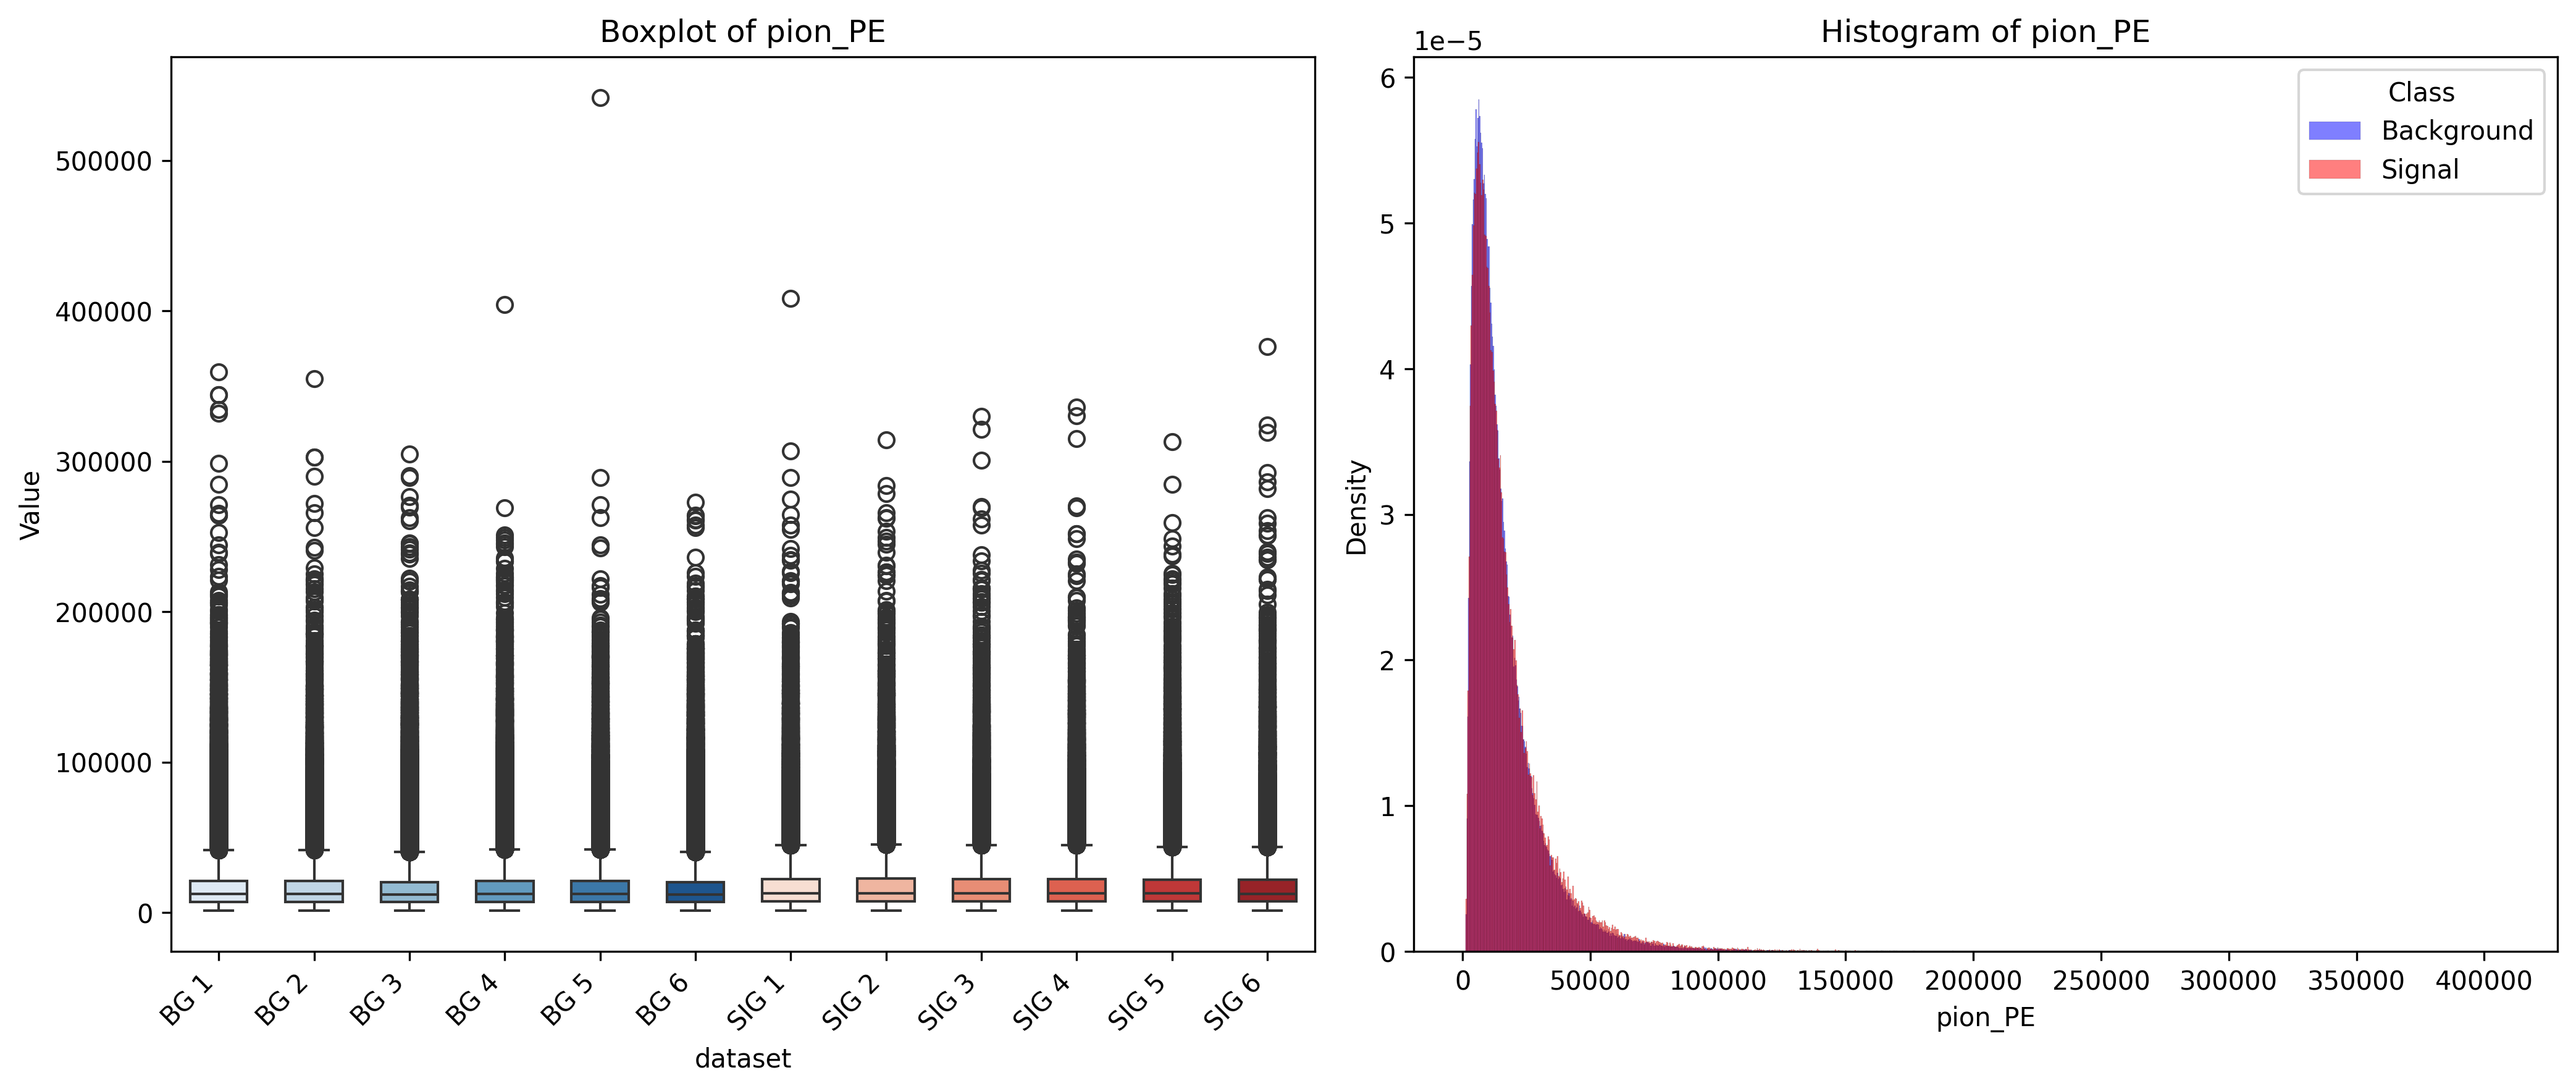 Boxplot of pion_PE
Value
500000
400000
300000
200000
100000
0
BG 1
BG 2
BG 3
BG 4
BG 5
BG 6
SIG 1
SIG 2
SIG 3
SIG 4
SIG 5
SIG 6
dataset
Histogram of pion_PE
1e−5
Density
6
5
4
3
2
1
0
0
50000
100000
150000
200000
250000
300000
350000
400000
pion_PE
Class
Background
Signal